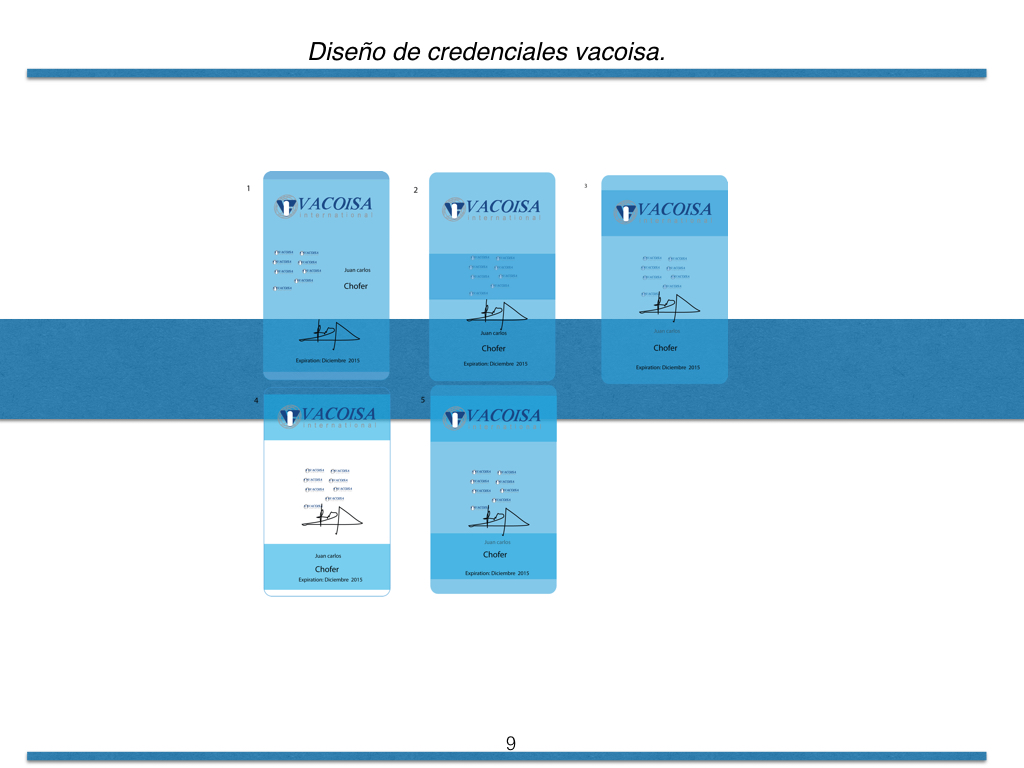 Diseño de credenciales vacoisa.
1
VACOISA
international
Juan carlos
Chofer
Expiration: Diciembre 2015
2
VACOISA
international
Juan carlos
Chofer
Expiration: Diciembre 2015
3
VACOISA
Juan carlos
Chofer
Expiration: Diciembre 2015
4
VACOISA
international
Juan carlos
Chofer
Expiration: Diciembre 2015
5
VACOISA
Juan carlos
Chofer
Expiration: Diciembre 2015
9